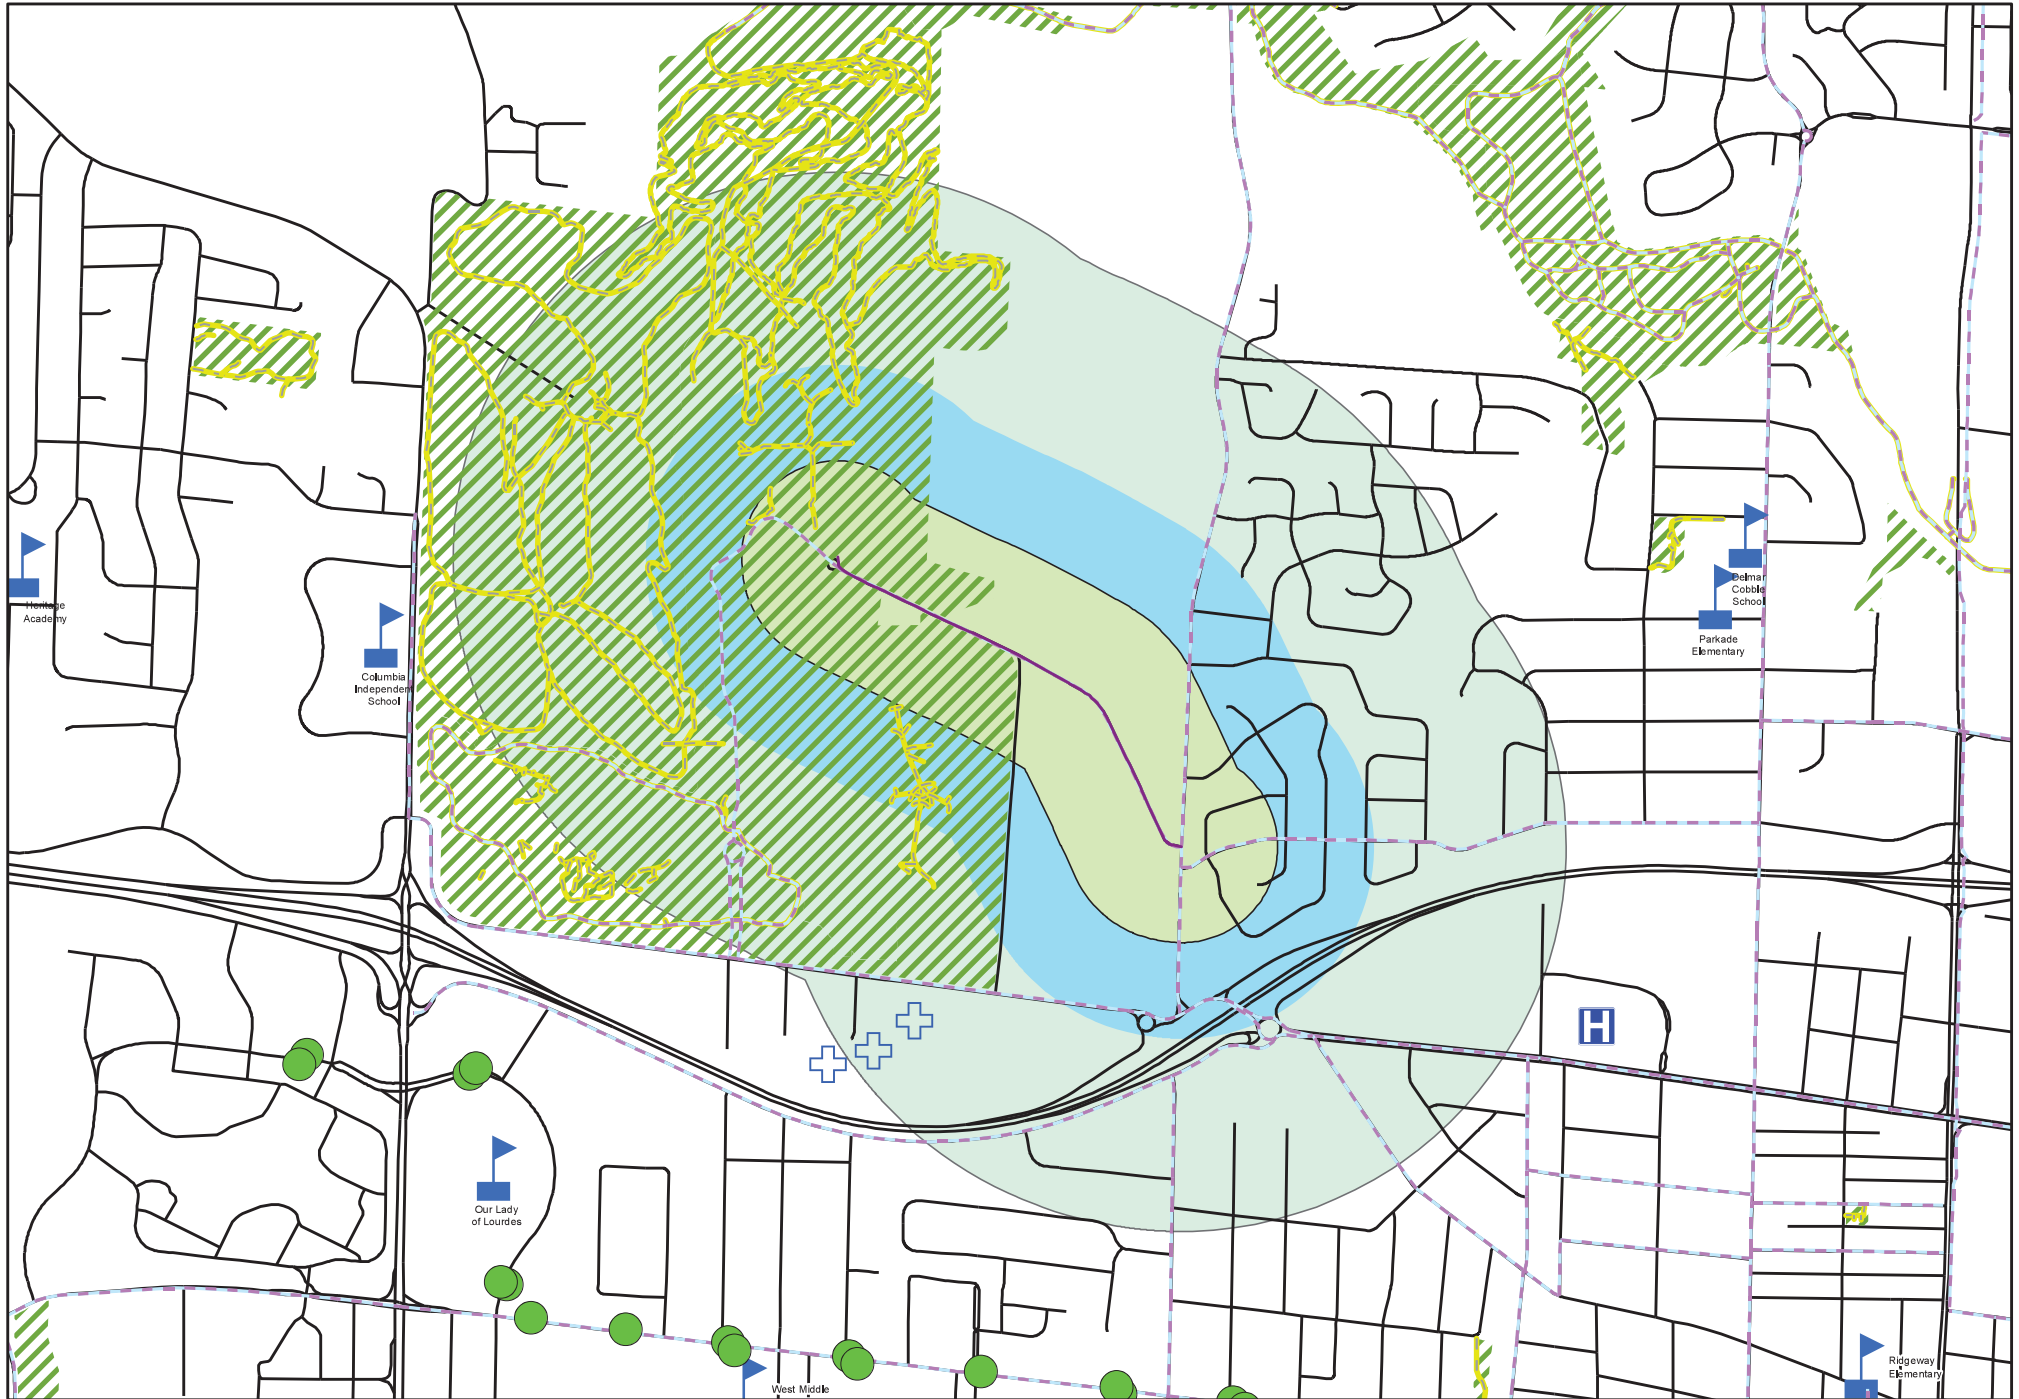 Heritage
Academy
Columbia
Independent
School
Delmar
Cobble
School
Parkade
Elementary
H
Our Lady
of Lourdes
West Middle
Ridgeway
Elementary